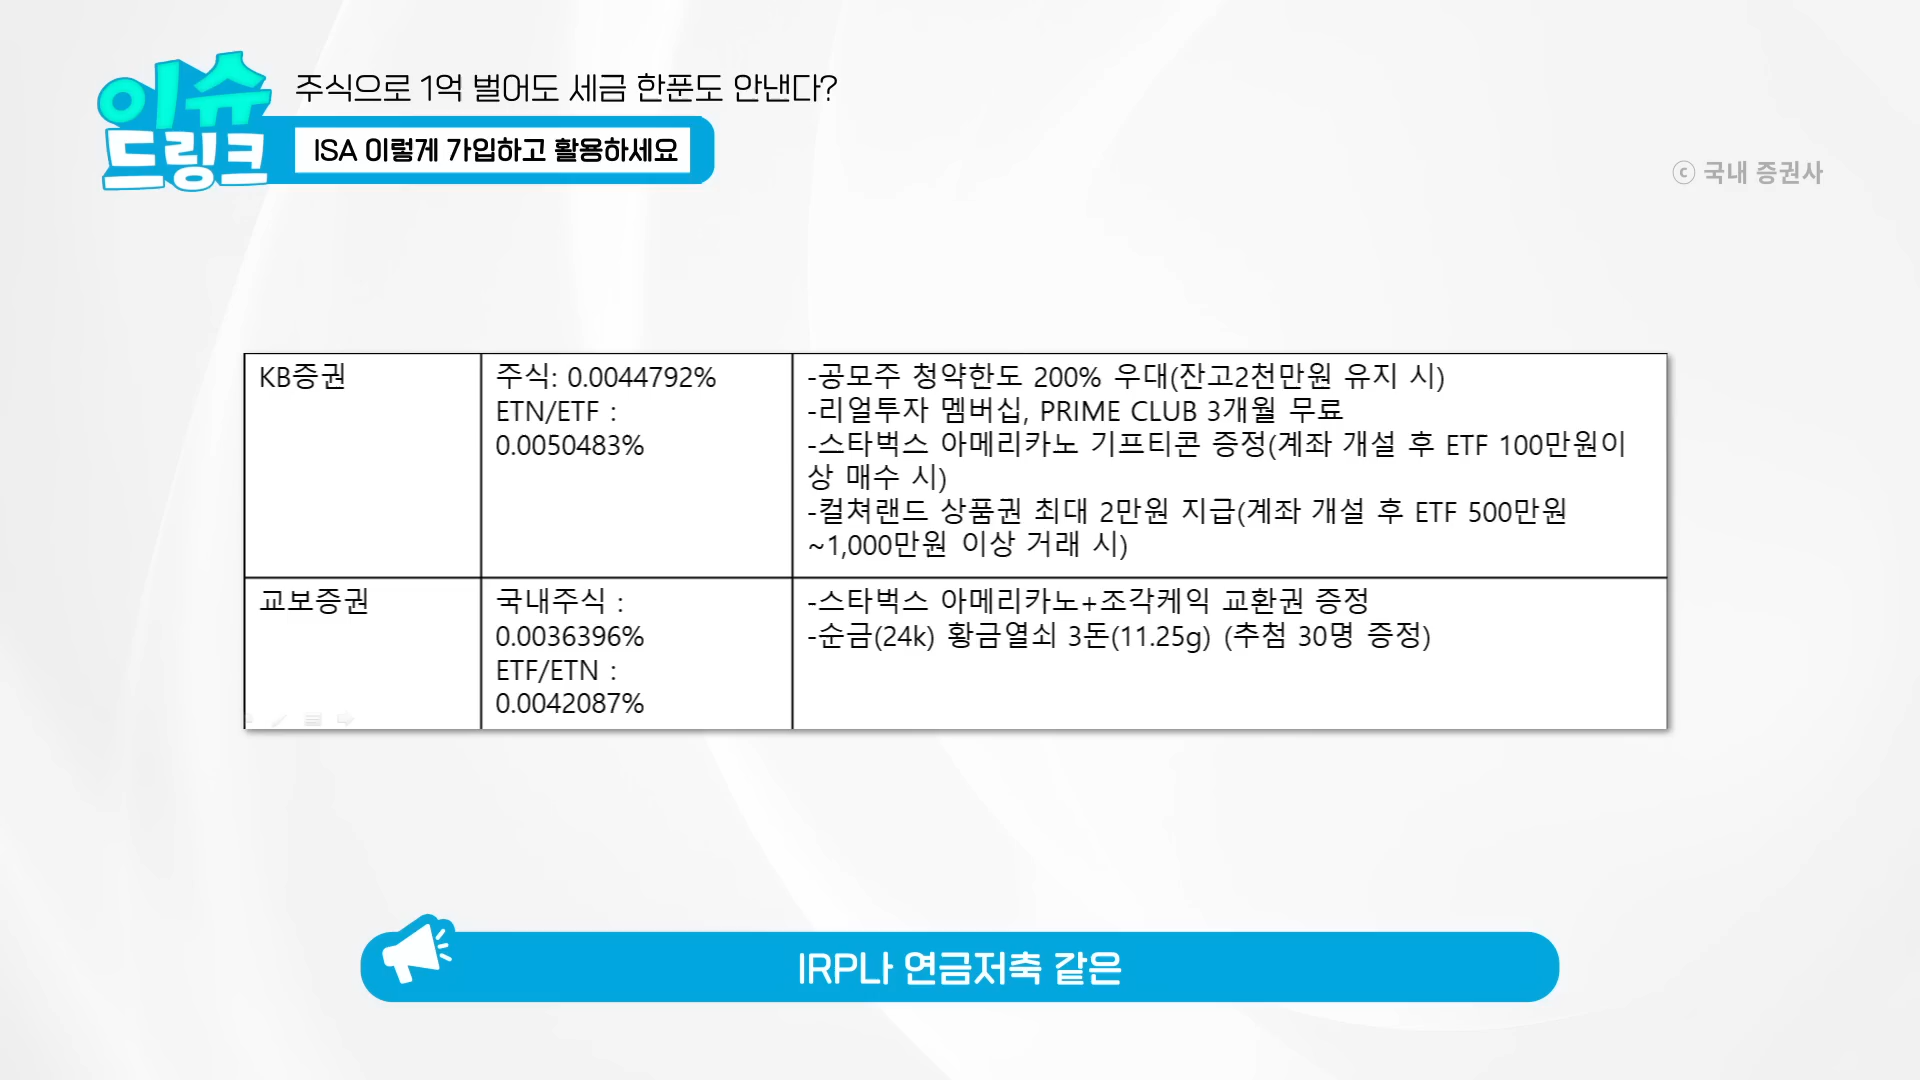 이슈
드링크
주식으로 1억 벌어도 세금 한푼도 안낸다?
ISA 이렇게 가입하고 활용하세요
ⓒ 국내 증권사
KB증권
주식: 0.0044792%
ETN/ETF :
0.0050483%
-공모주 청약한도 200% 우대(잔고2천만원 유지 시)
-리얼투자 멤버십, PRIME CLUB 3개월 무료
-스타벅스 아메리카노 기프티콘 증정(계좌 개설 후 ETF 100만원이
상 매수 시)
-컬쳐랜드 상품권 최대 2만원 지급(계좌 개설 후 ETF 500만원
~1,000만원 이상 거래 시)
교보증권
국내주식 :
0.0036396%
ETF/ETN :
0.0042087%
-스타벅스 아메리카노+조각케익 교환권 증정
-순금(24k) 황금열쇠 3돈(11.25g) (추첨 30명 증정)
IRP나 연금저축 같은